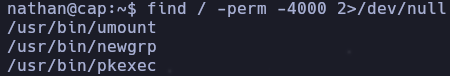 nathan@cap:~$ find / -perm -4000 2>/dev/null
/usr/bin/umount
/usr/bin/newgrp
/usr/bin/pkexec